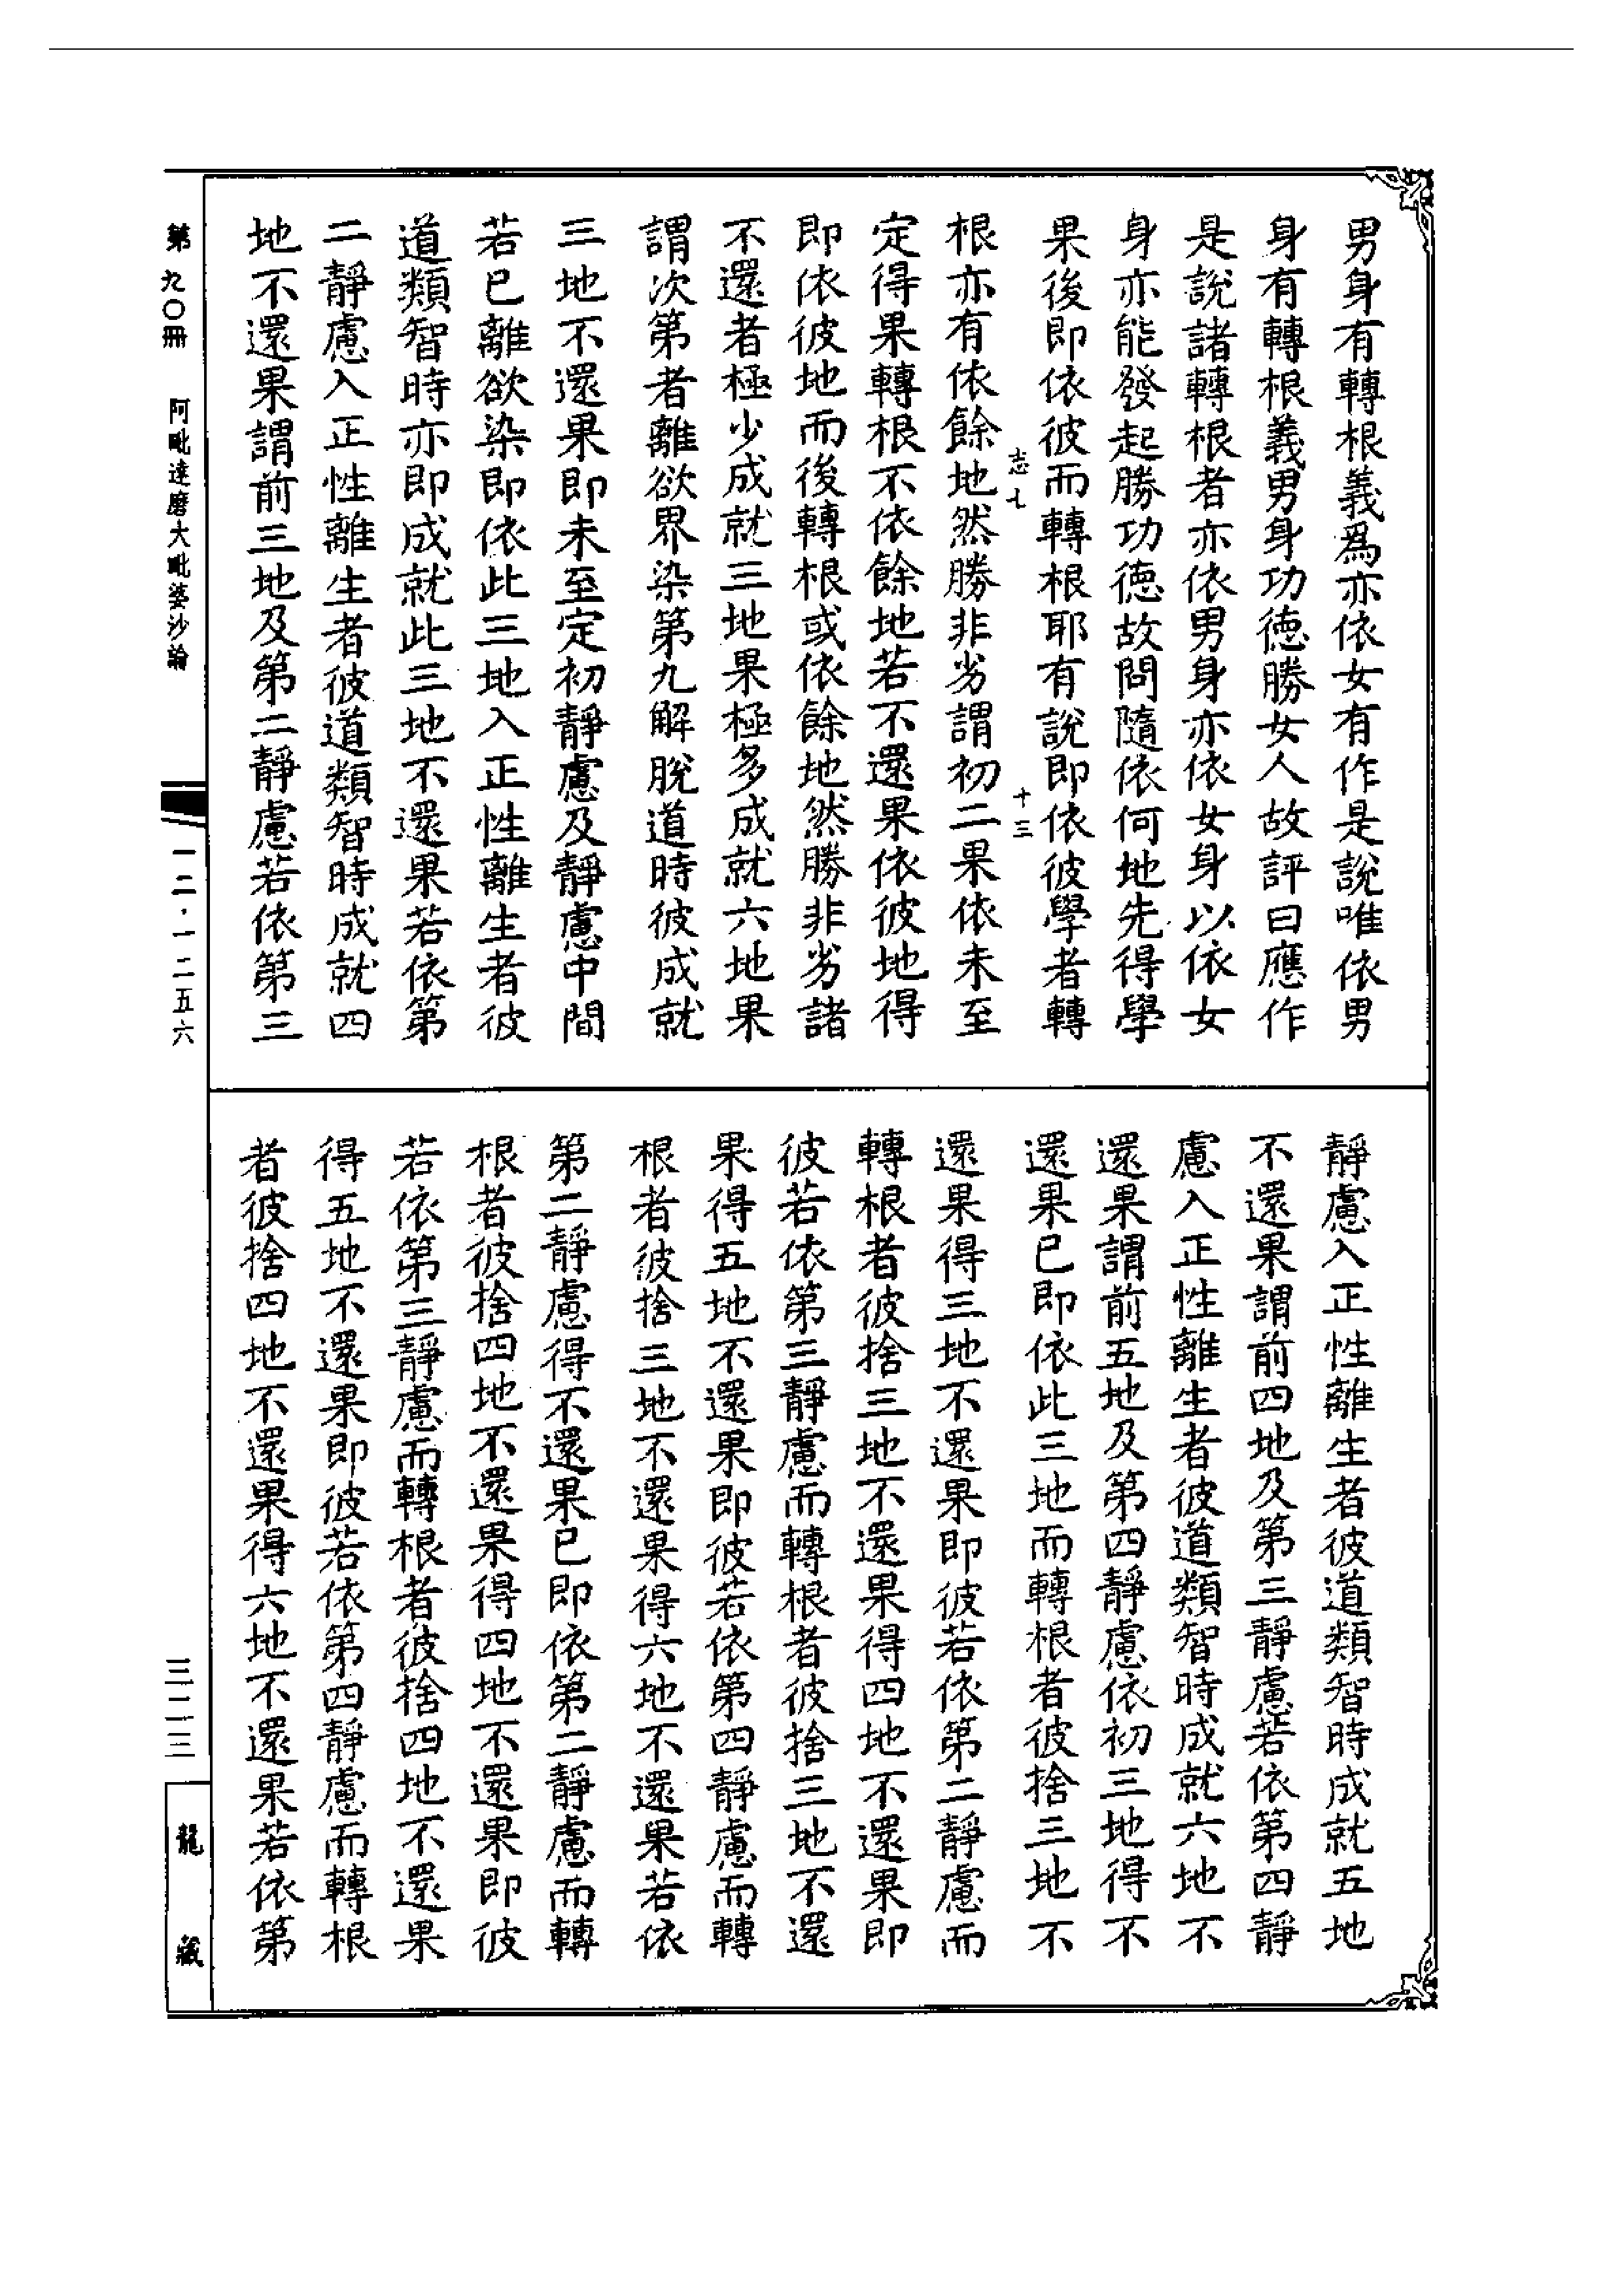 男身有轉根義爲亦依女有作是說唯依男
身有轉根義男身功德勝女人故評曰應作
是說諸轉根者亦依男身亦依女身以依女
身亦能發起勝功德故問隨依何地先得學
果後即依彼而轉根耶有說即依彼學者轉
志七 十三
根亦有依餘地然勝非劣謂初二果依未至
定得果轉根不依餘地若不還果依彼地得
即依彼地而後轉根或依餘地然勝非劣諸
不還者極少成就三地果極多成就六地果
謂次第者離欲界染第九解脫道時彼成就
三地不還果即未至定初靜慮及靜慮中間
若已離欲染即依此三地入正性離生者彼
道類智時亦即成就此三地不還果若依第
二靜慮入正性離生者彼道類智時成就四
地不還果謂前三地及第二靜慮若依第三
靜慮入正性離生者彼道類智時成就五地
不還果謂前四地及第三靜慮若依第四靜
慮入正性離生者彼道類智時成就六地不
還果謂前五地及第四靜慮依初三地得不
還果已即依此三地而轉根者彼捨三地不
還果得三地不還果即彼若依第二靜慮而
轉根者彼捨三地不還果得四地不還果即
彼若依第三靜慮而轉根者彼捨三地不還
果得五地不還果即彼若依第四靜慮而轉
根者彼捨三地不還果得六地不還果若依
第二靜慮得不還果已即依第二靜慮而轉
根者彼捨四地不還果得四地不還果即彼
若依第三靜慮而轉根者彼捨四地不還果
得五地不還果即彼若依第四靜慮而轉根
者彼捨四地不還果得六地不還果若依第
第九〇冊 阿毗達磨大毗婆沙論
一二·一二五六
三二三
龍藏